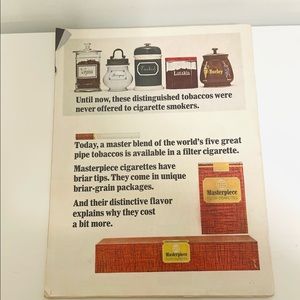 Latakia
Burley
Until now, these distinguished tobaccos were
never offered to cigarette smokers.
Today, a master blend of the world's five great
pipe tobaccos is available in a filter cigarette.
Masterpiece cigarettes have
briar tips. They come in unique
briar-grain packages.
And their distinctive flavor
explains why they cost
a bit more.
Masterpiece
Masterpiece